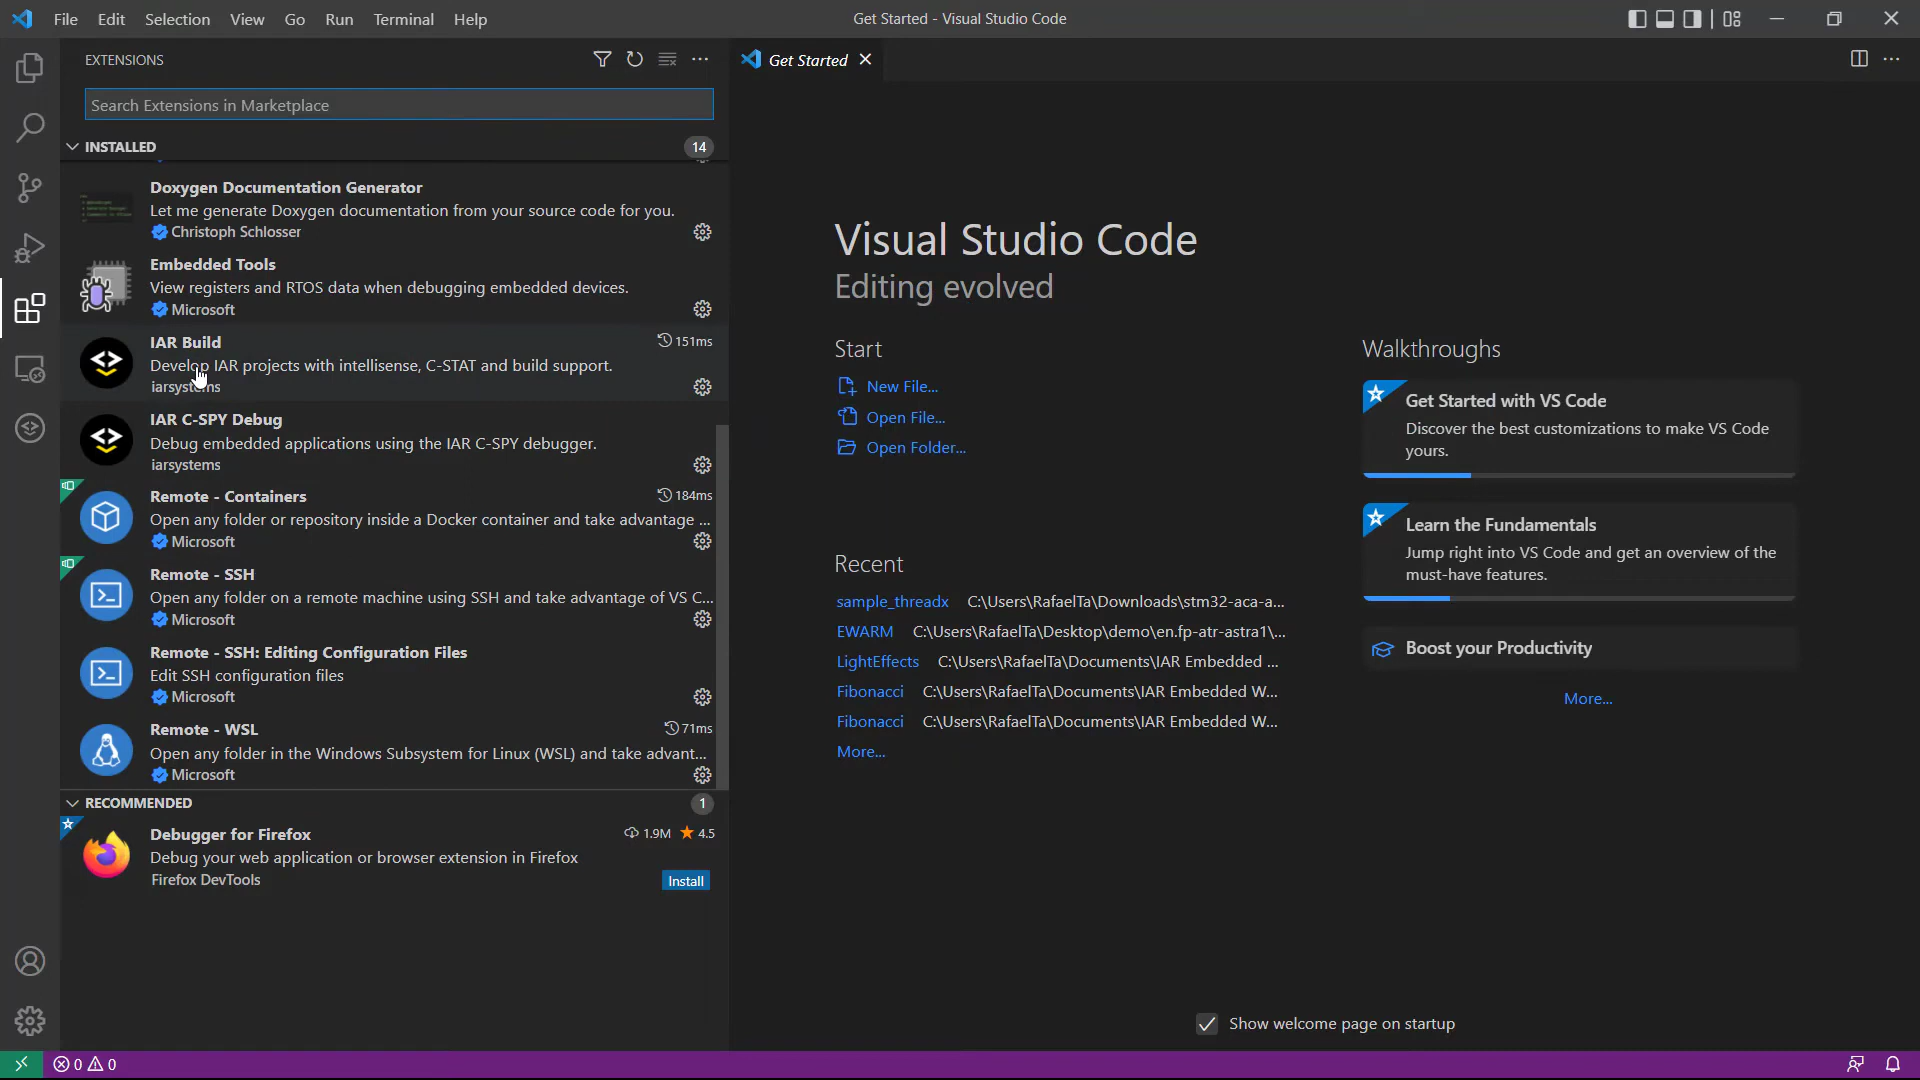 File Edit Selection View Go Run Terminal Help
Get Started - Visual Studio Code
EXTENSIONS
Get Started
Search Extensions in Marketplace
INSTALLED 14
Doxygen Documentation Generator
Let me generate Doxygen documentation from your source code for you.
Christoph Schlosser
Embedded Tools
View registers and RTOS data when debugging embedded devices.
Microsoft
IAR Build 151ms
Develop IAR projects with intellisense, C-STAT and build support.
iarsystems
IAR C-SPY Debug
Debug embedded applications using the IAR C-SPY debugger.
iarsystems
Remote - Containers 184ms
Open any folder or repository inside a Docker container and take advantage ...
Microsoft
Remote - SSH
Open any folder on a remote machine using SSH and take advantage of VS C...
Microsoft
Remote - SSH: Editing Configuration Files
Edit SSH configuration files
Microsoft
Remote - WSL 71ms
Open any folder in the Windows Subsystem for Linux (WSL) and take advant...
Microsoft
RECOMMENDED 1
Debugger for Firefox 1.9M 4.5
Debug your web application or browser extension in Firefox
Firefox DevTools Install
Visual Studio Code
Editing evolved
Start
New File...
Open File...
Open Folder...
Recent
sample_threadx C:\Users\RafaelTa\Downloads\stm32-aca-a...
EWARM C:\Users\RafaelTa\Desktop\demo\en.fp-atr-astra1\...
LightEffects C:\Users\RafaelTa\Documents\IAR Embedded ...
Fibonacci C:\Users\RafaelTa\Documents\IAR Embedded W...
Fibonacci C:\Users\RafaelTa\Documents\IAR Embedded W...
More...
Walkthroughs
Get Started with VS Code
Discover the best customizations to make VS Code
yours.
Learn the Fundamentals
Jump right into VS Code and get an overview of the
must-have features.
Boost your Productivity
More...
Show welcome page on startup
0 0